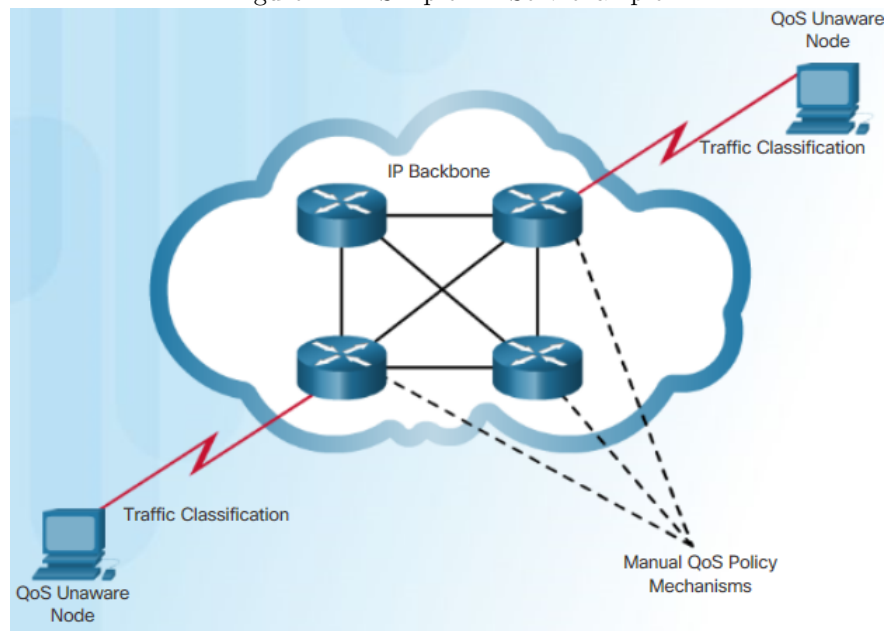 QoS Unaware
Node
Traffic Classification
IP Backbone
Traffic Classification
Manual QoS Policy
Mechanisms
QoS Unaware
Node